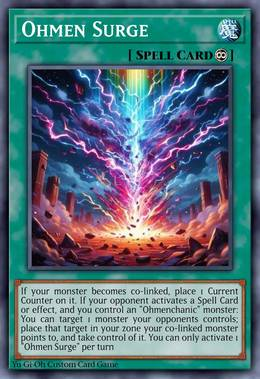 Ohmen Surge
[ Spell Card ]
If your monster becomes co-linked, place 1 Current
Counter on it. If your opponent activates a Spell Card
or effect, and you control an "Ohmenchanic" monster:
You can target 1 monster your opponents controls;
place that target in your zone your co-linked monster
points to, and take control of it. You can only activate 1
"Ohmen Surge" per turn
Yu-Gi-Oh Custom Card Game